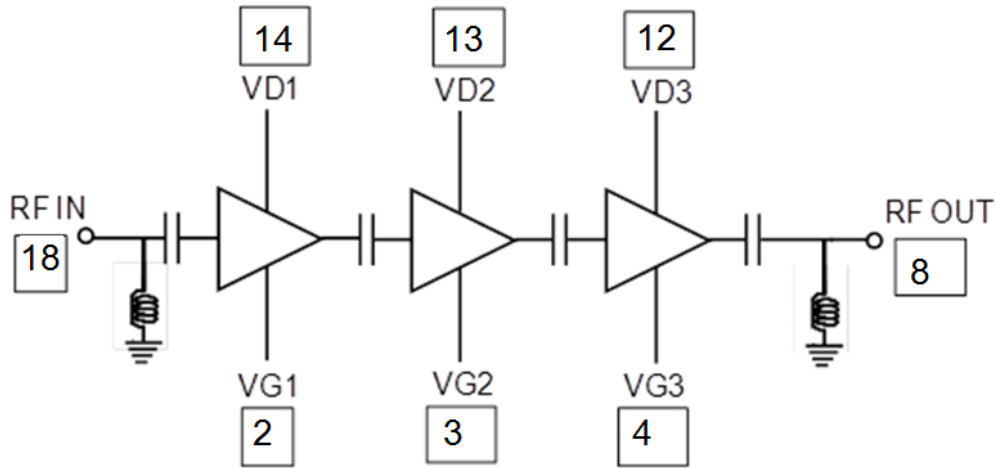 14 13 12
VD1 VD2 VD3
RF IN RF OUT
18 8
VG1 VG2 VG3
2 3 4